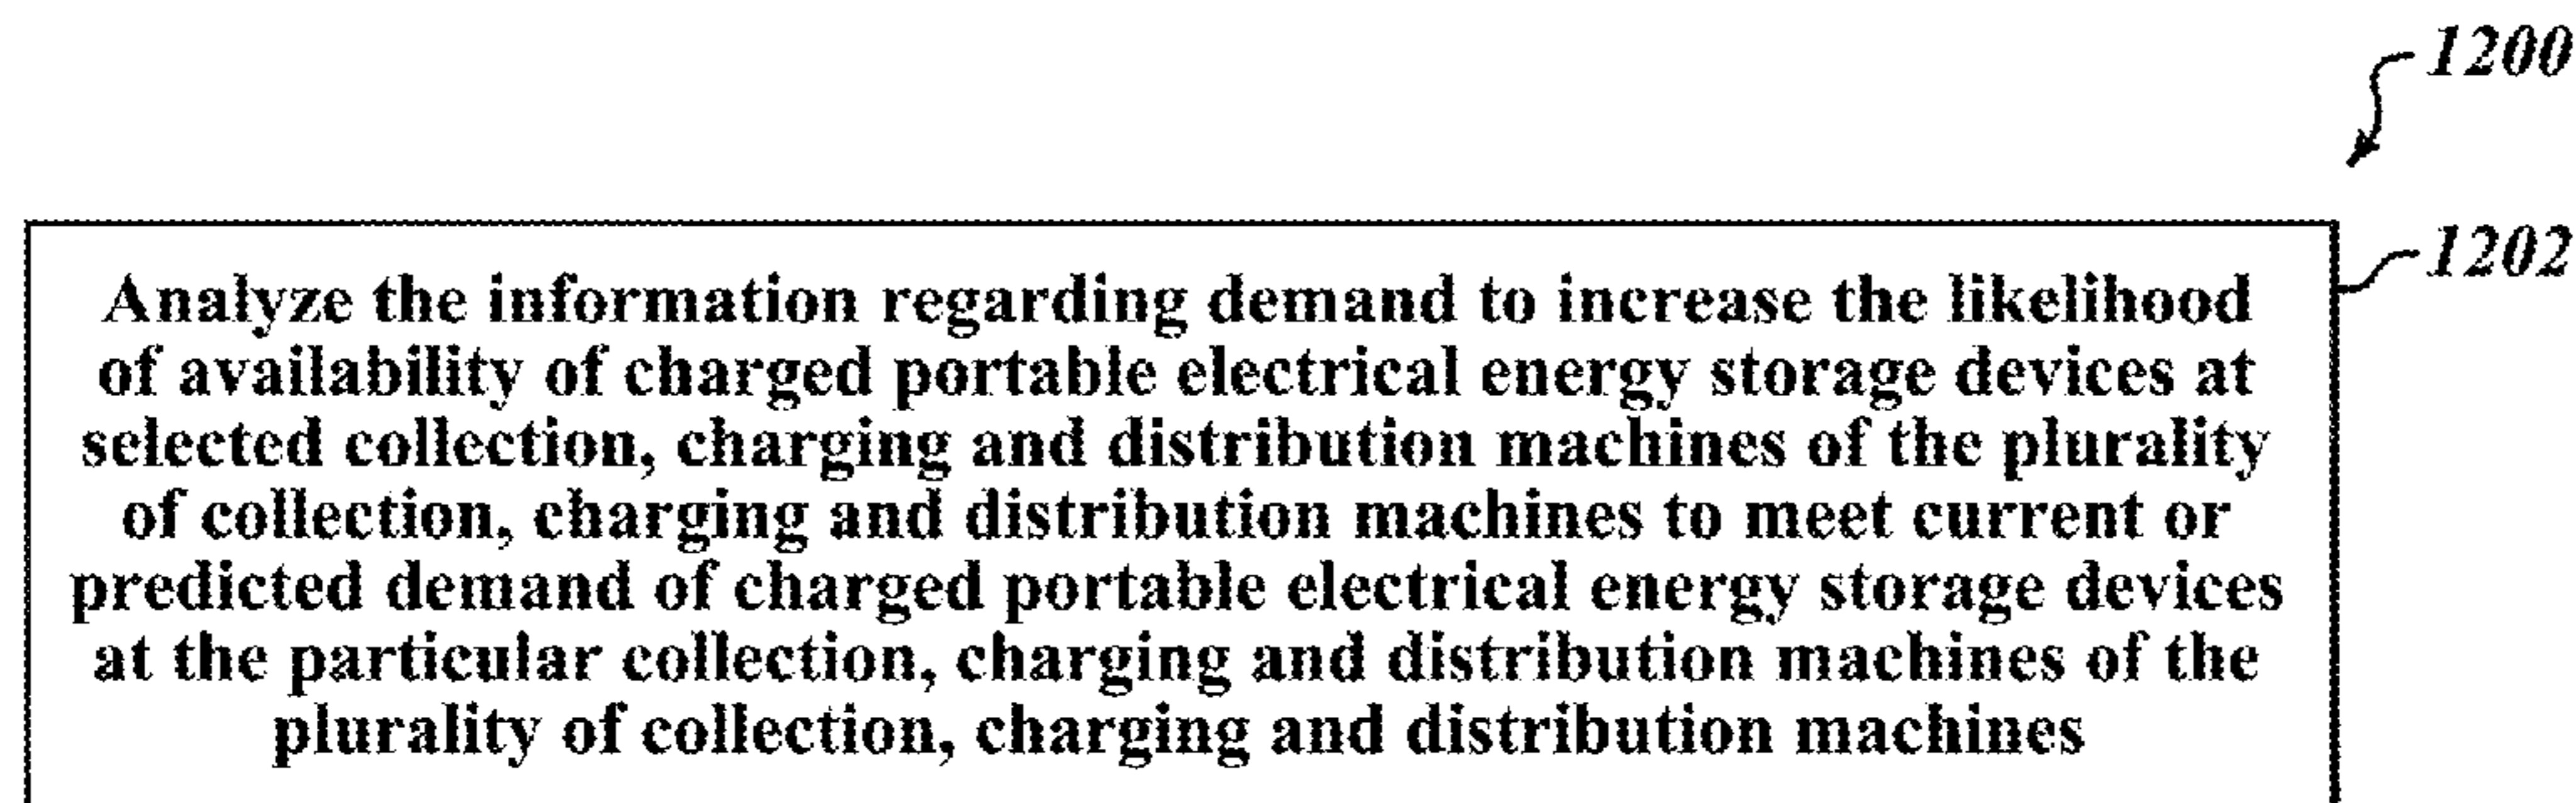 1200
1202
Analyze the information regarding demand to increase the likelihood
of availability of charged portable electrical energy storage devices at
selected collection, charging and distribution machines of the plurality
of collection, charging and distribution machines to meet current or
predicted demand of charged portable electrical energy storage devices
at the particular collection, charging and distribution machines of the
plurality of collection, charging and distribution machines